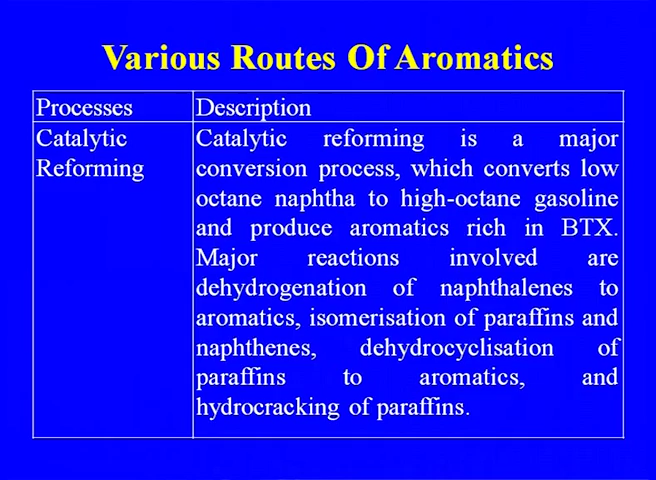 Various Routes Of Aromatics
Processes
Description
Catalytic
Reforming
Catalytic reforming is a major
conversion process, which converts low
octane naphtha to high-octane gasoline
and produce aromatics rich in BTX.
Major reactions involved are
dehydrogenation of naphthalenes to
aromatics, isomerisation of paraffins and
naphthenes, dehydrocyclisation of
paraffins to aromatics, and
hydrocracking of paraffins.